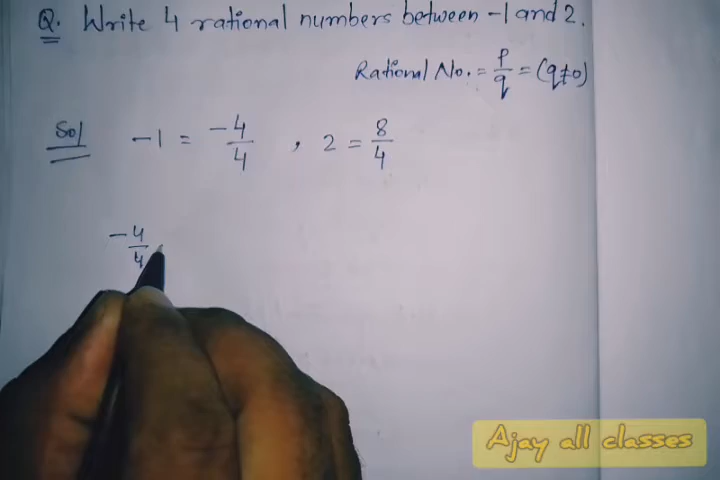 Q. Write 4 rational numbers between -1 and 2.
Rational No. = p/q = (q≠0)
Sol -1 = -4/4 , 2 = 8/4
-4/4
Ajay all classes